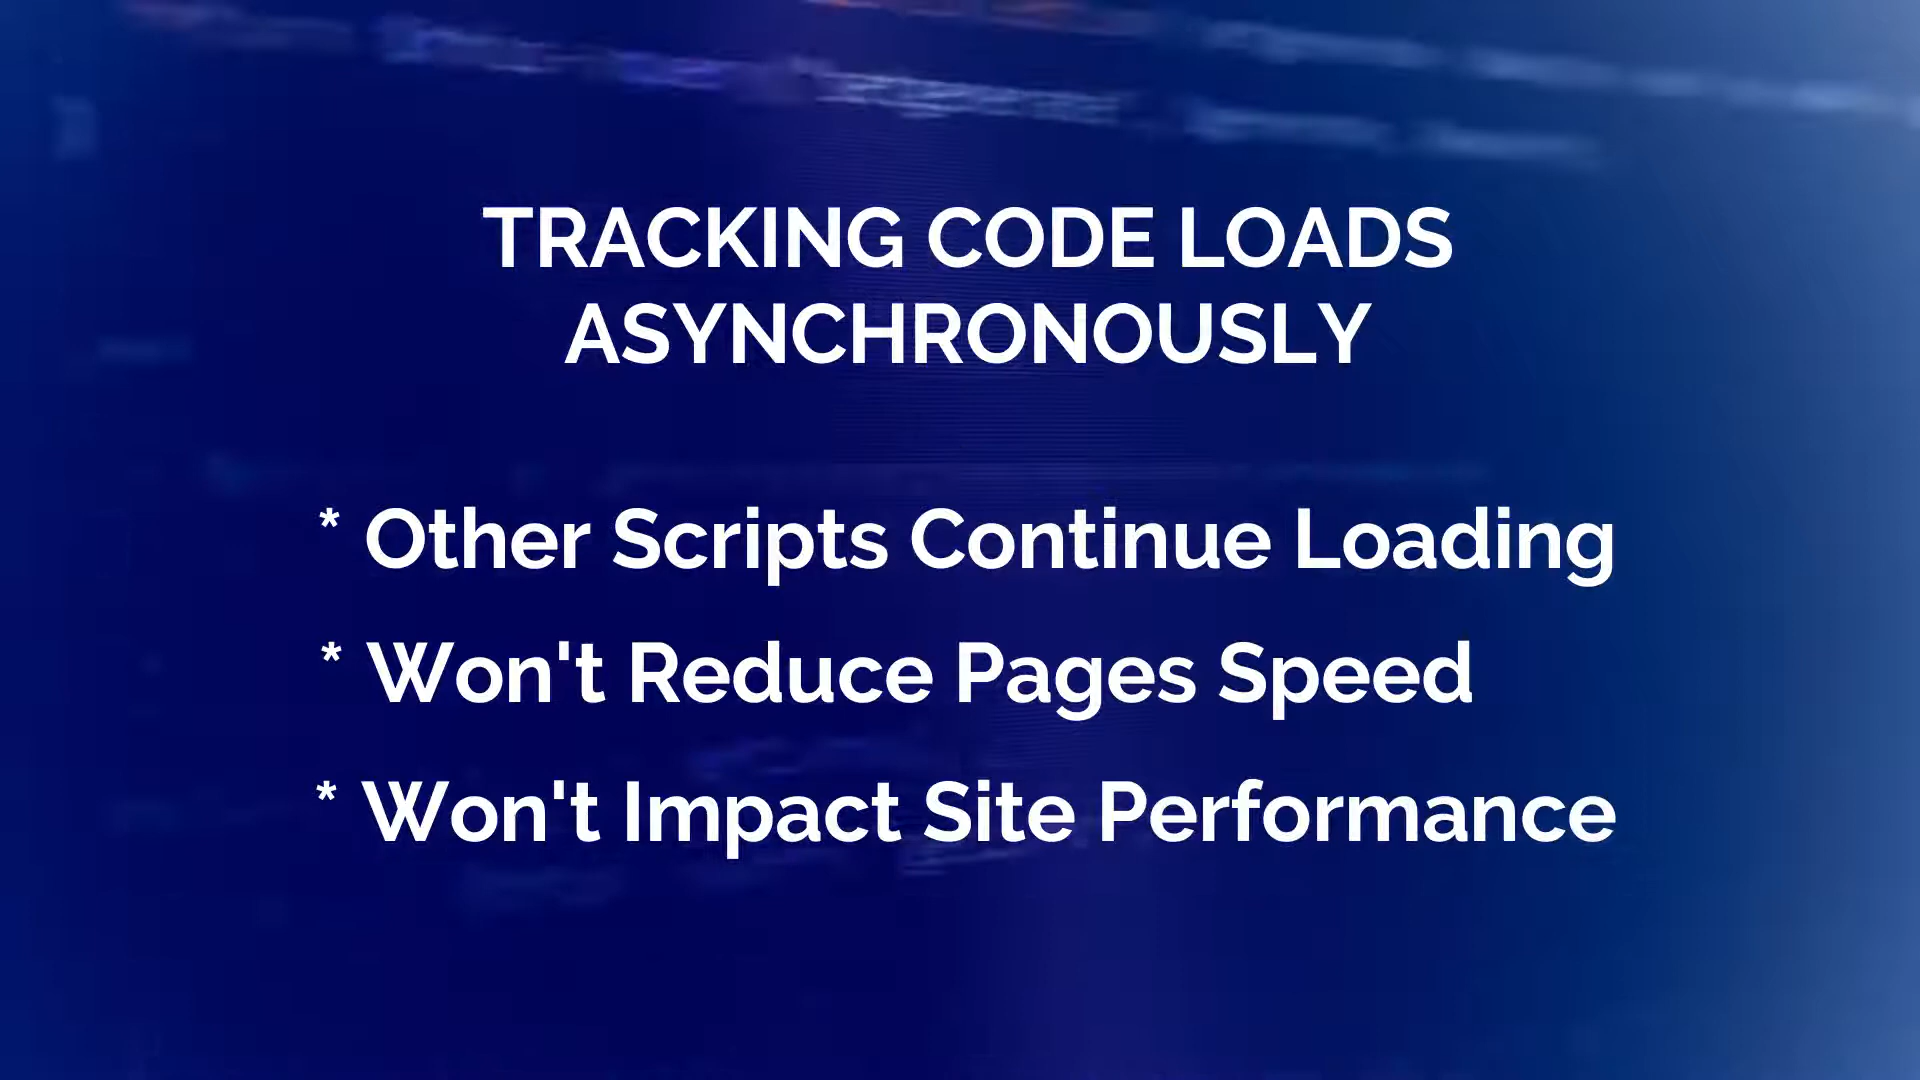 TRACKING CODE LOADS
ASYNCHRONOUSLY
* Other Scripts Continue Loading
* Won't Reduce Pages Speed
* Won't Impact Site Performance